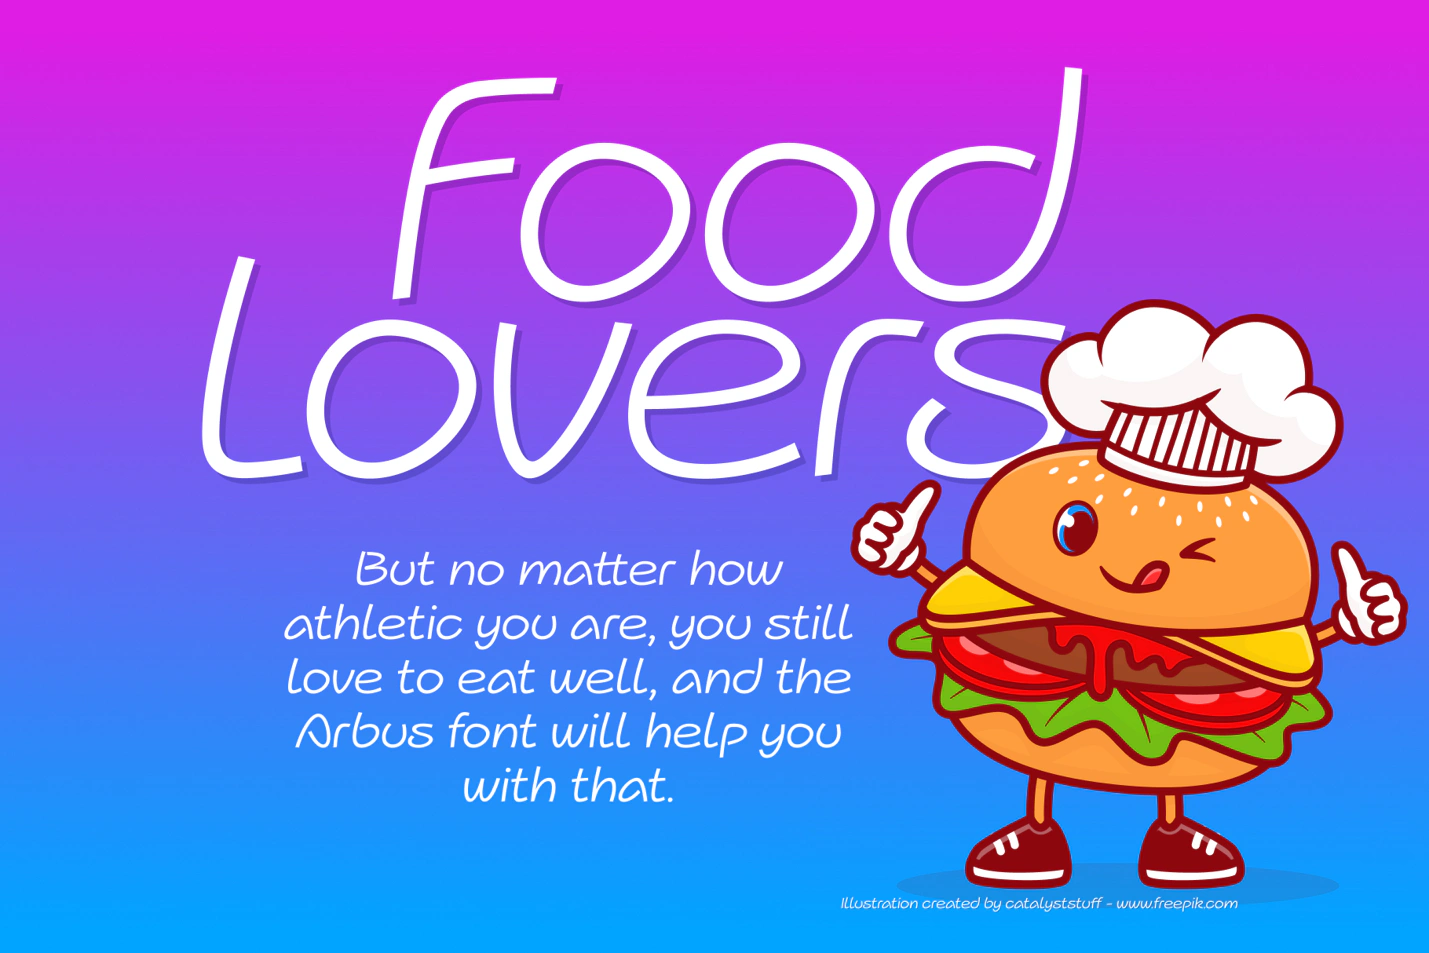 Food
Lovers
But no matter how
athletic you are, you still
love to eat well, and the
Arbus font will help you
with that.
Illustration created by catalyststuff - www.freepik.com